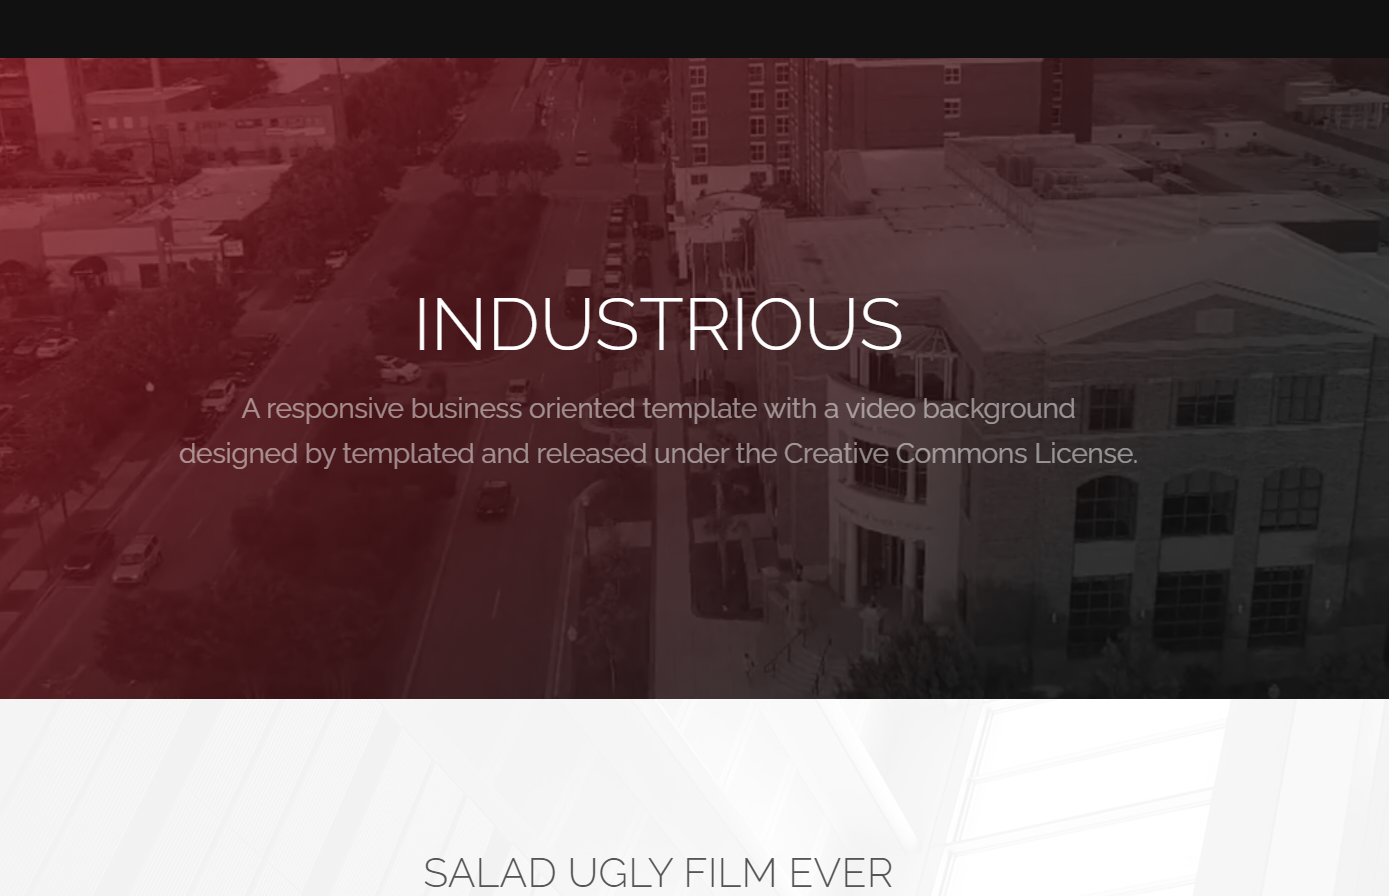 INDUSTRIOUS
A responsive business oriented template with a video background
designed by templated and released under the Creative Commons License.
SALAD UGLY FILM EVER